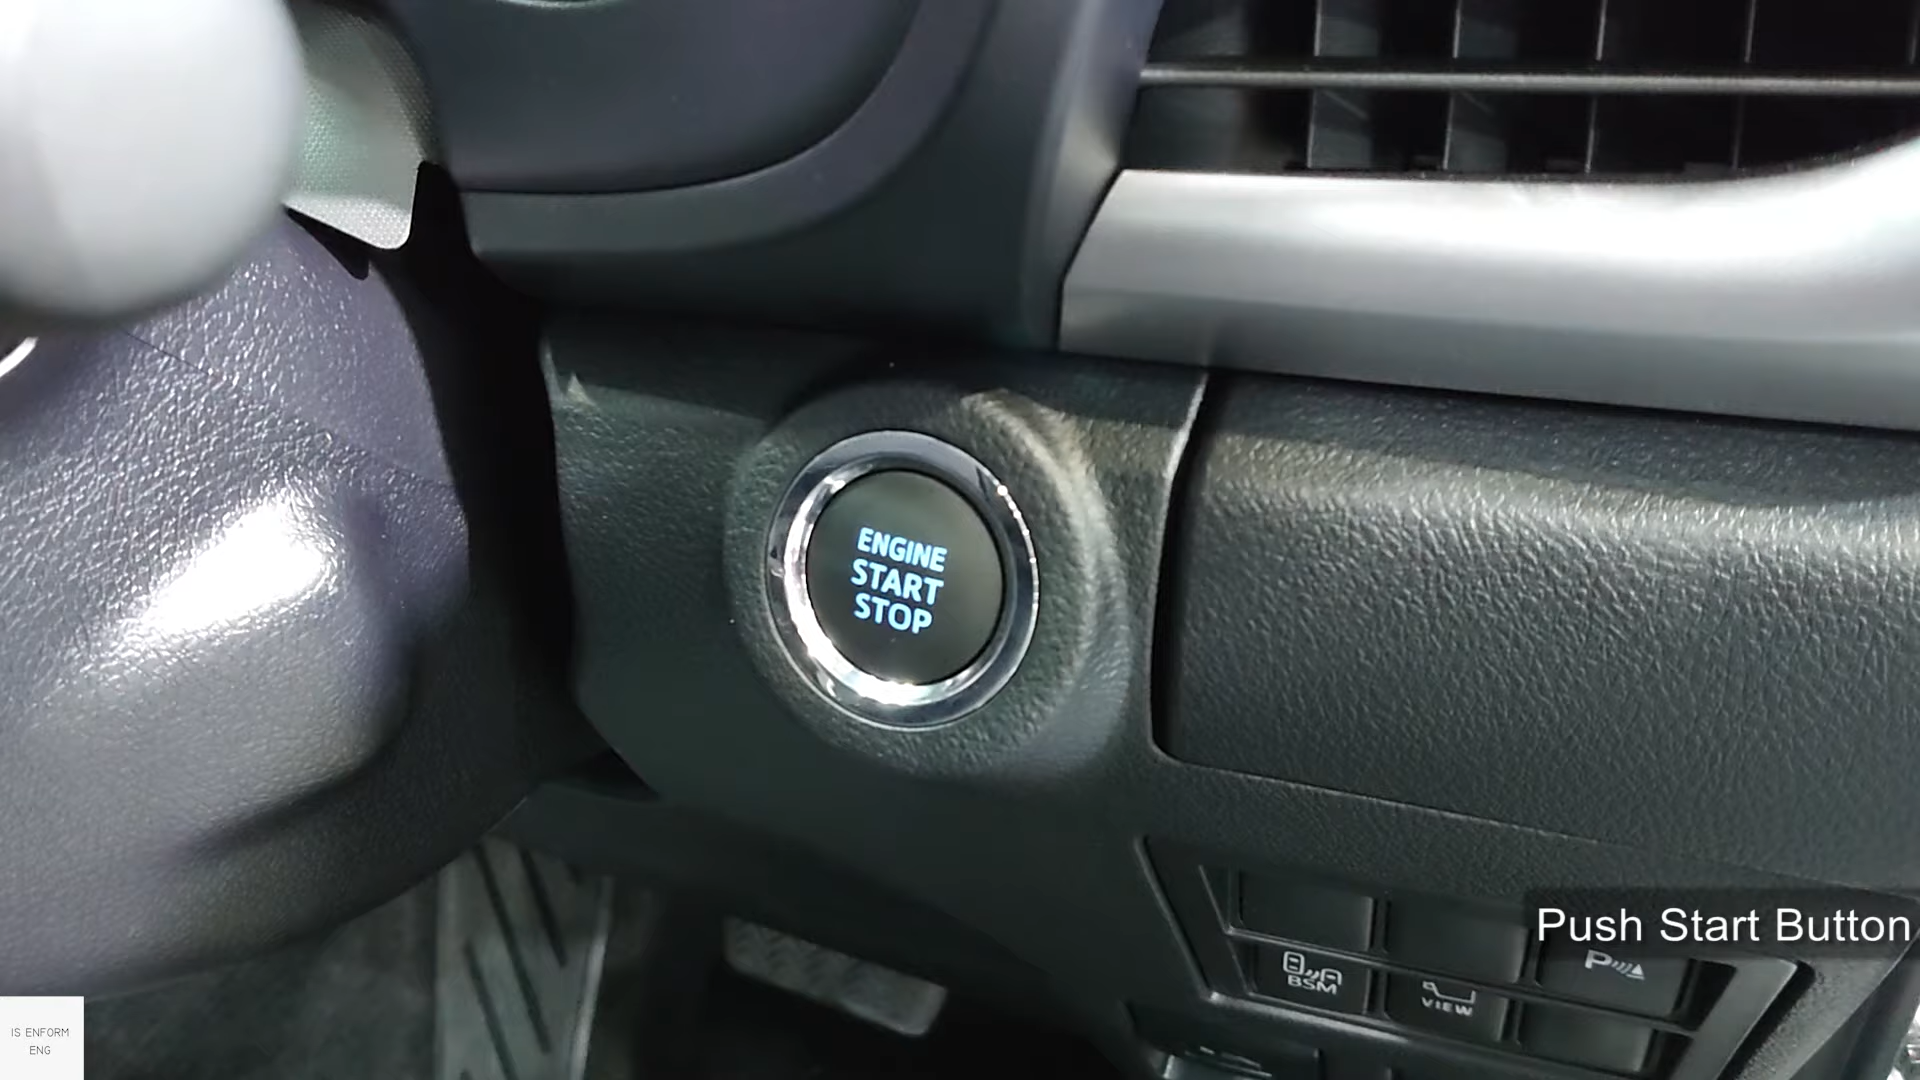 ENGINE
START
STOP
Push Start Button
P
BSM
VIEW
IS ENFORM
ENG